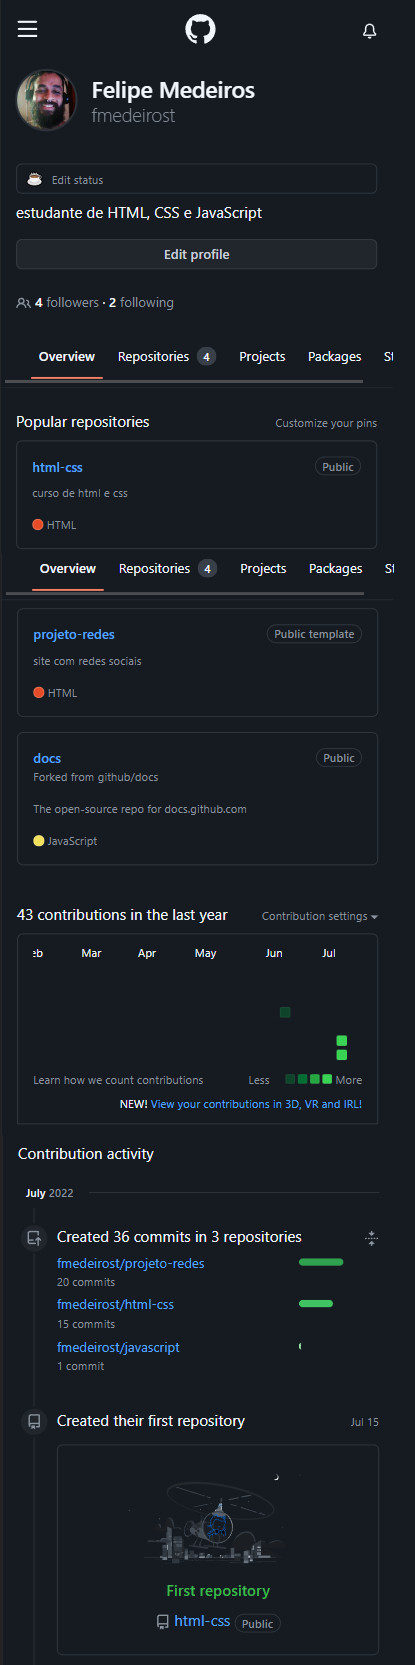 Felipe Medeiros
fmedeirost
Edit status
estudante de HTML, CSS e JavaScript
Edit profile
4 followers · 2 following
Overview Repositories 4 Projects Packages St
Popular repositories Customize your pins
html-css Public
curso de html e css
HTML
Overview Repositories 4 Projects Packages St
projeto-redes Public template
site com redes sociais
HTML
docs Public
Forked from github/docs
The open-source repo for docs.github.com
JavaScript
43 contributions in the last year Contribution settings
eb Mar Apr May Jun Jul
Learn how we count contributions Less More
NEW! View your contributions in 3D, VR and IRL!
Contribution activity
July 2022
Created 36 commits in 3 repositories
fmedeirost/projeto-redes
20 commits
fmedeirost/html-css
15 commits
fmedeirost/javascript
1 commit
Created their first repository Jul 15
First repository
html-css Public